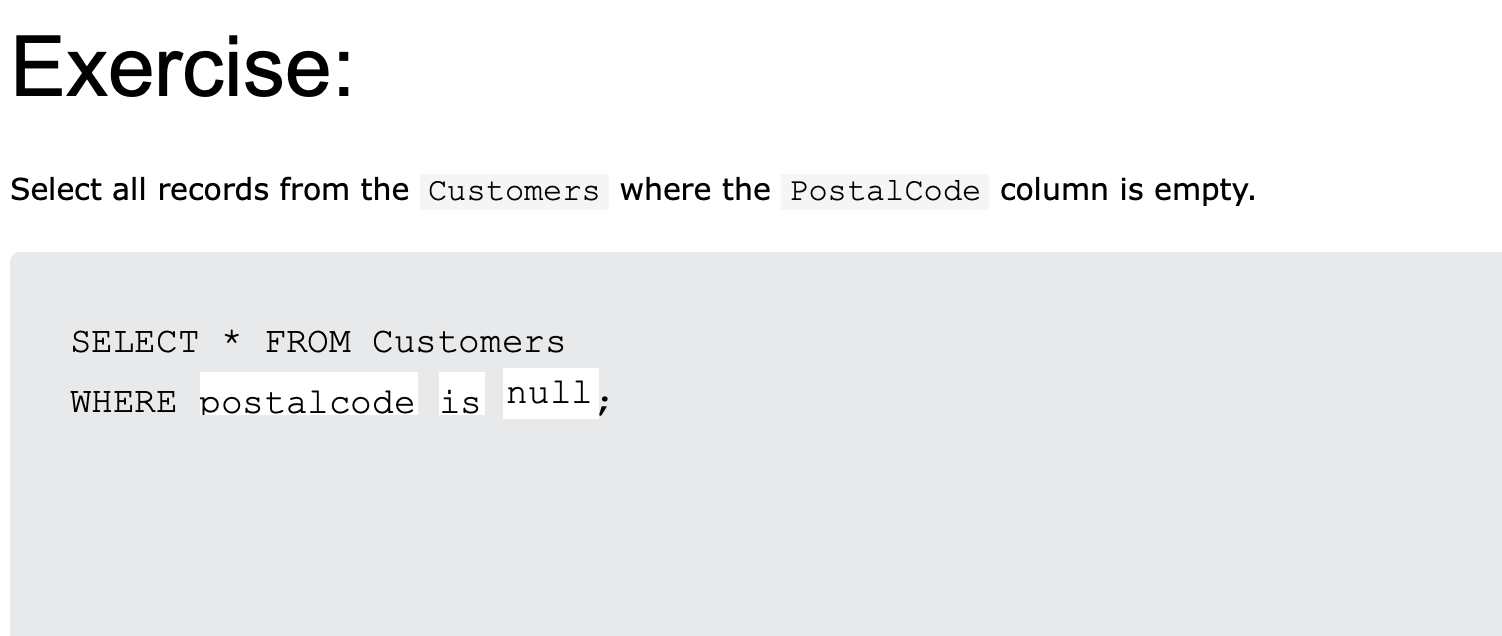 Exercise:
Select all records from the Customers where the PostalCode column is empty.
SELECT * FROM Customers
WHERE postalcode is null;